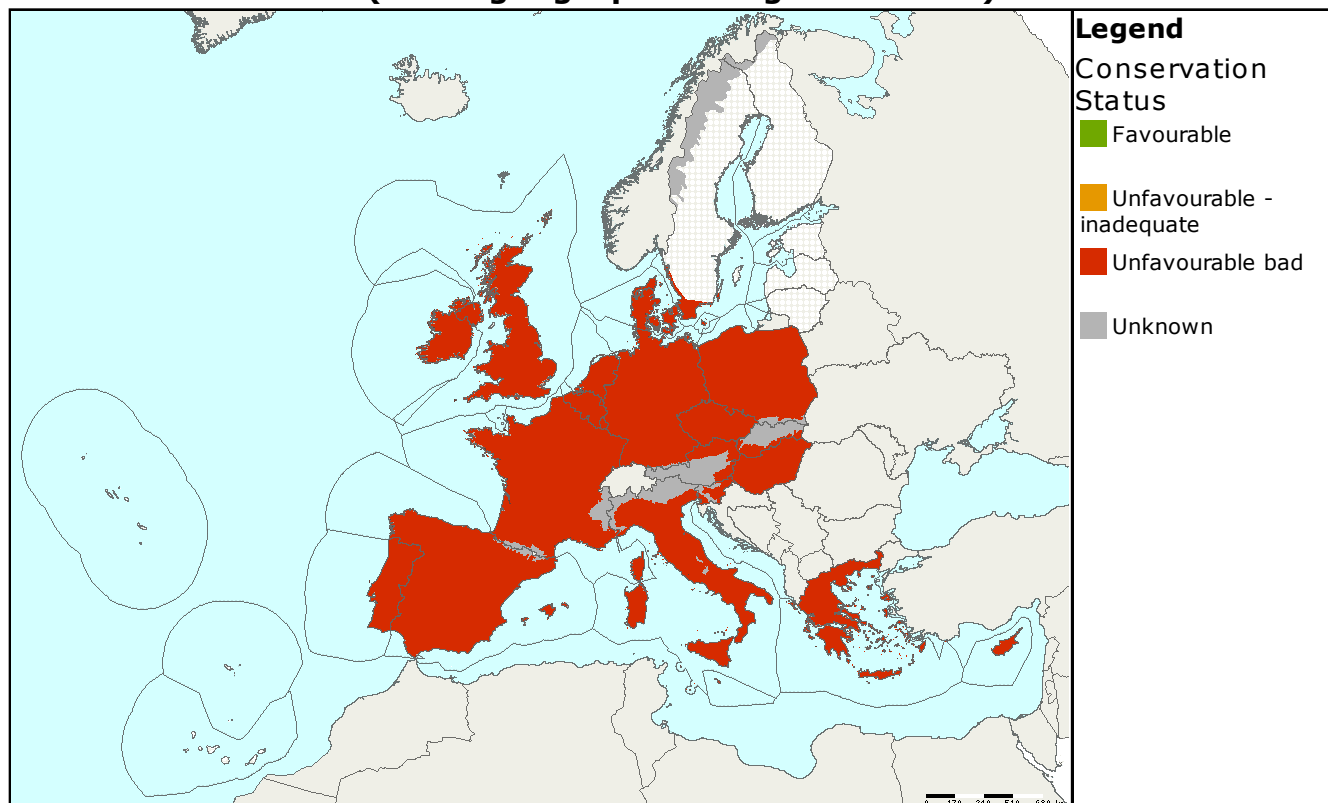 Legend
Conservation
Status
Favourable
Unfavourable -
inadequate
Unfavourable bad
Unknown